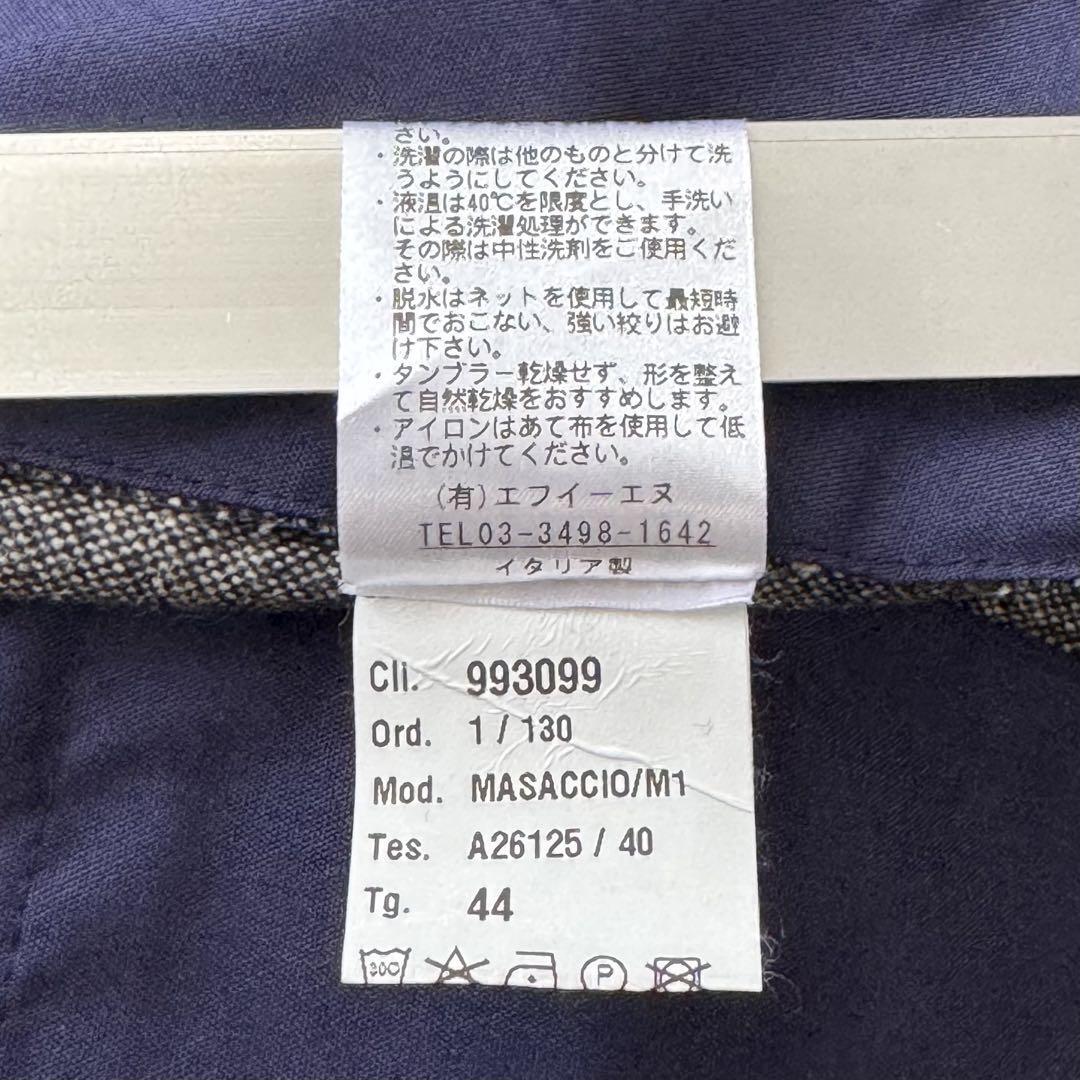 さい。
・洗濯の際は他のものと分けて洗
うようにしてください。
・液温は40℃を限度とし、手洗い
による洗濯処理ができます。
その際は中性洗剤をご使用くだ
さい。
・脱水はネットを使用して最短時
間でおこない、強い絞りはお避
け下さい。
・タンブラー乾燥せず、形を整え
て自然乾燥をおすすめします。
・アイロンはあて布を使用して低
温でかけてください。
(有)エフイーエヌ
TEL03-3498-1642
イタリア製
Cli. 993099
Ord. 1 / 130
Mod. MASACCIO/M1
Tes. A26125 / 40
Tg. 44
30C P